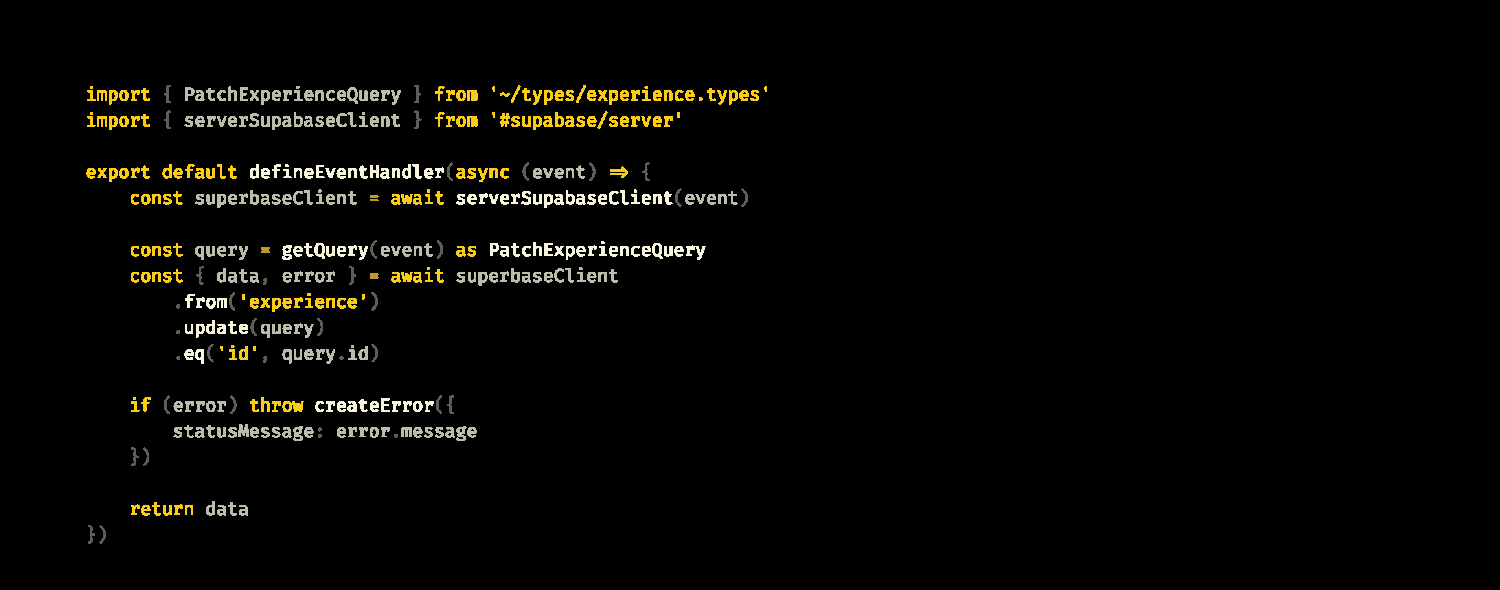 import { PatchExperienceQuery } from '~/types/experience.types'
import { serverSupabaseClient } from '#supabase/server'

export default defineEventHandler(async (event) => {
    const superbaseClient = await serverSupabaseClient(event)

    const query = getQuery(event) as PatchExperienceQuery
    const { data, error } = await superbaseClient
        .from('experience')
        .update(query)
        .eq('id', query.id)

    if (error) throw createError({
        statusMessage: error.message
    })

    return data
})